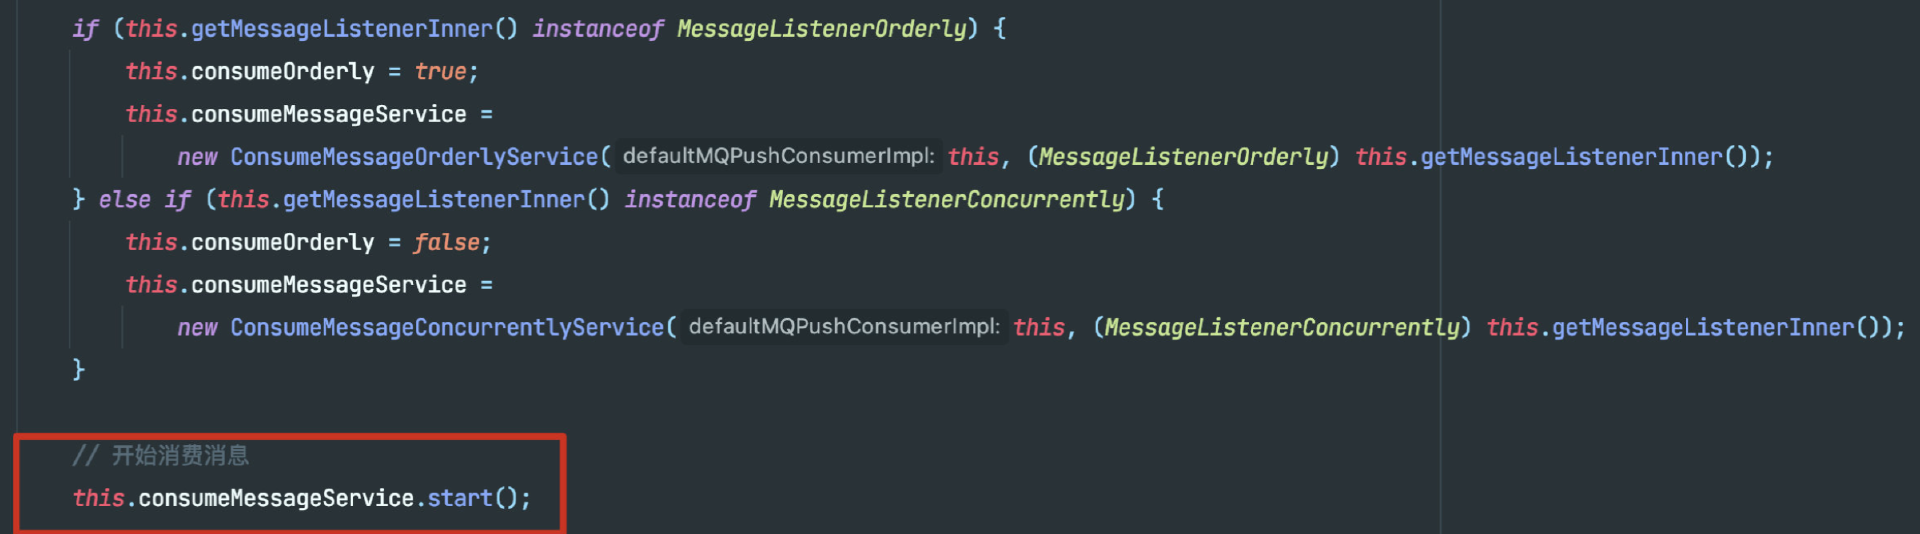 if (this.getMessageListenerInner() instanceof MessageListenerOrderly) {
this.consumeOrderly = true;
this.consumeMessageService =
new ConsumeMessageOrderlyService( defaultMQPushConsumerImpl: this, (MessageListenerOrderly) this.getMessageListenerInner());
} else if (this.getMessageListenerInner() instanceof MessageListenerConcurrently) {
this.consumeOrderly = false;
this.consumeMessageService =
new ConsumeMessageConcurrentlyService( defaultMQPushConsumerImpl: this, (MessageListenerConcurrently) this.getMessageListenerInner());
}
// 开始消费消息
this.consumeMessageService.start();